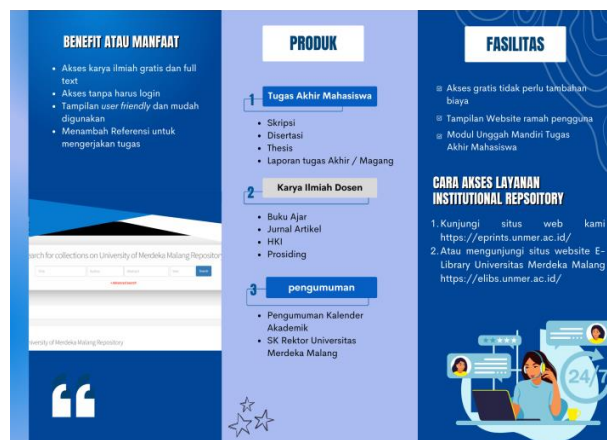 BENEFIT ATAU MANFAAT
Akses karya ilmiah gratis dan full
text
Akses tanpa harus login
Tampilan user friendly dan mudah
digunakan
Menambah Referensi untuk
mengerjakan tugas
earch for collections on University of Merdeka Malang Repository
Search
niversity of Merdeka Malang Repository
PRODUK
1 Tugas Akhir Mahasiswa
Skripsi
Disertasi
Thesis
Laporan tugas Akhir / Magang
2 Karya Ilmiah Dosen
Buku Ajar
Jurnal Artikel
HKI
Prosiding
3 pengumuman
Pengumuman Kalender
Akademik
SK Rektor Universitas
Merdeka Malang
FASILITAS
Akses gratis tidak perlu tambahan
biaya
Tampilan Website ramah pengguna
Modul Unggah Mandiri Tugas
Akhir Mahasiswa
CARA AKSES LAYANAN
INSTITUTIONAL REPSOITORY
1. Kunjungi situs web kami
https://eprints.unmer.ac.id/
2. Atau mengunjungi situs website E-
Library Universitas Merdeka Malang
https://elibs.unmer.ac.id/
24/7